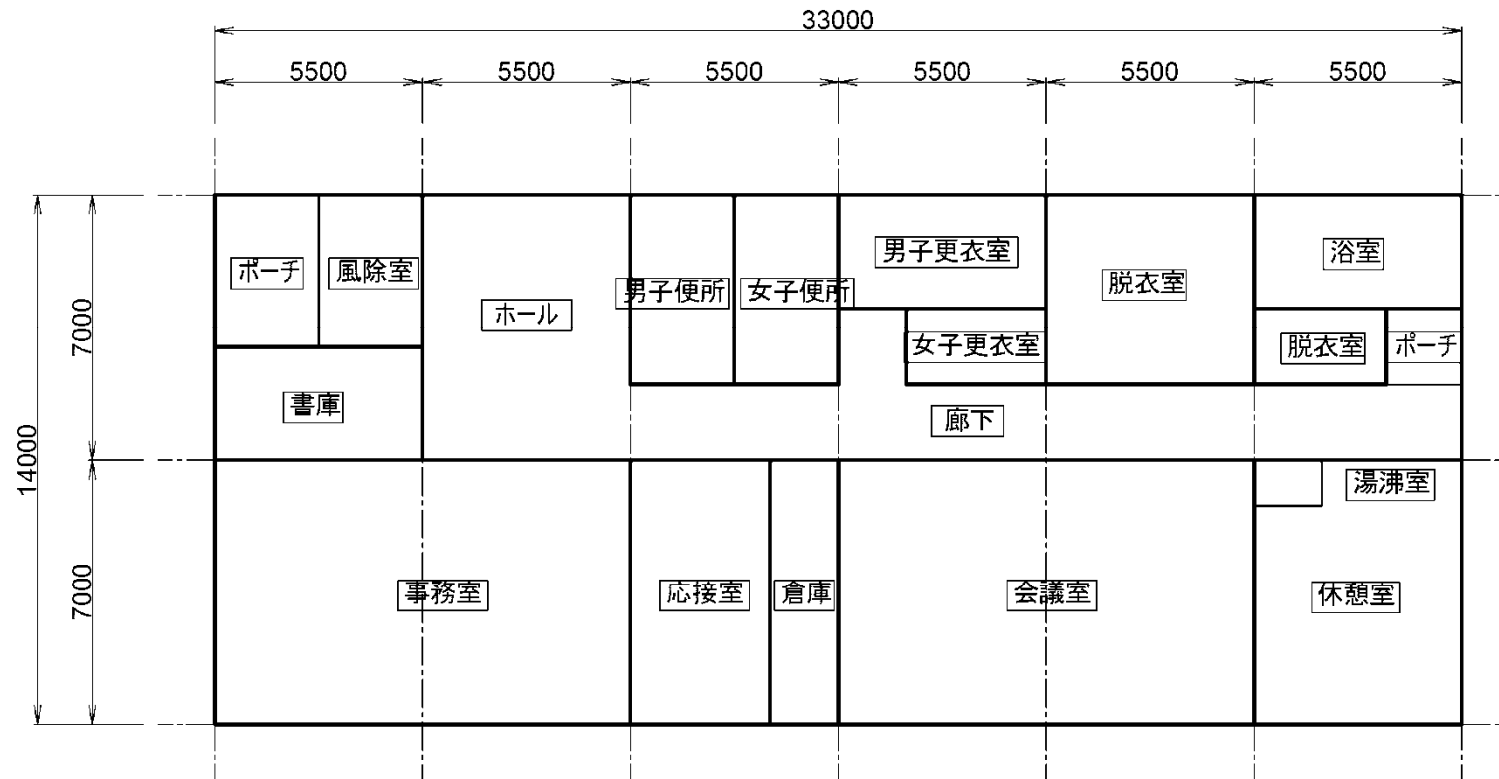 33000
5500 5500 5500 5500 5500 5500
14000
7000
7000
ポーチ
風除室
ホール
男子便所
女子便所
男子更衣室
脱衣室
浴室
女子更衣室
脱衣室
ポーチ
書庫
廊下
湯沸室
事務室
応接室
倉庫
会議室
休憩室